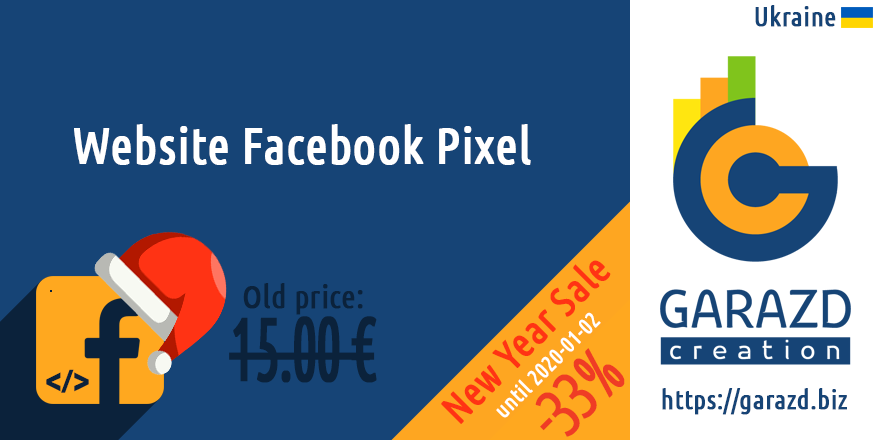 Ukraine
Website Facebook Pixel
Old price:
15.00 €
f
</>
New Year Sale
until 2020-01-02
-33%
GARAZD
creation
https://garazd.biz